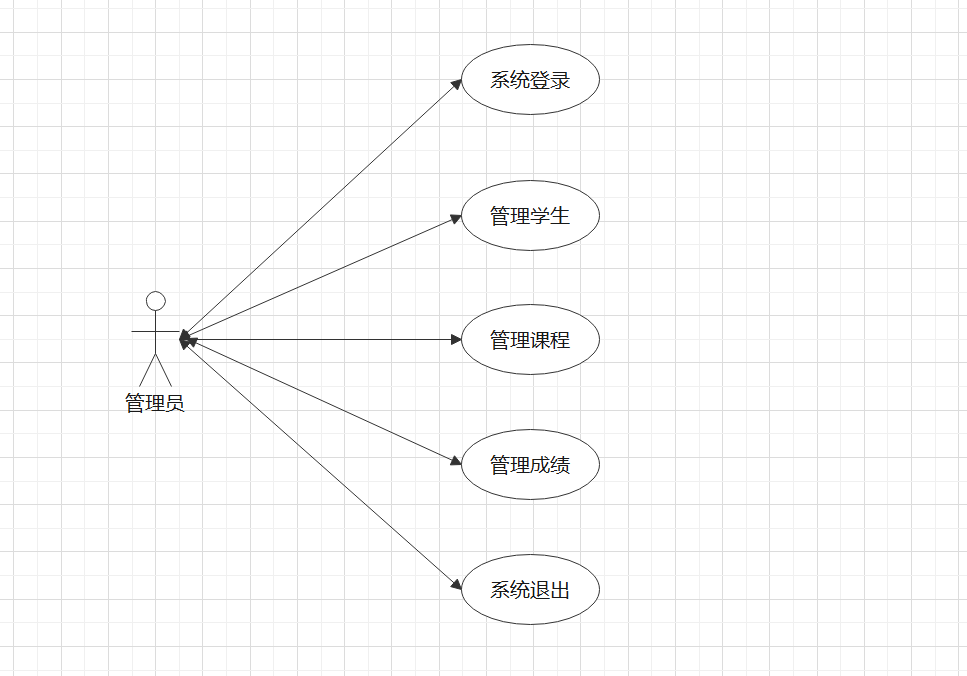 系统登录
管理学生
管理课程
管理员
管理成绩
系统退出